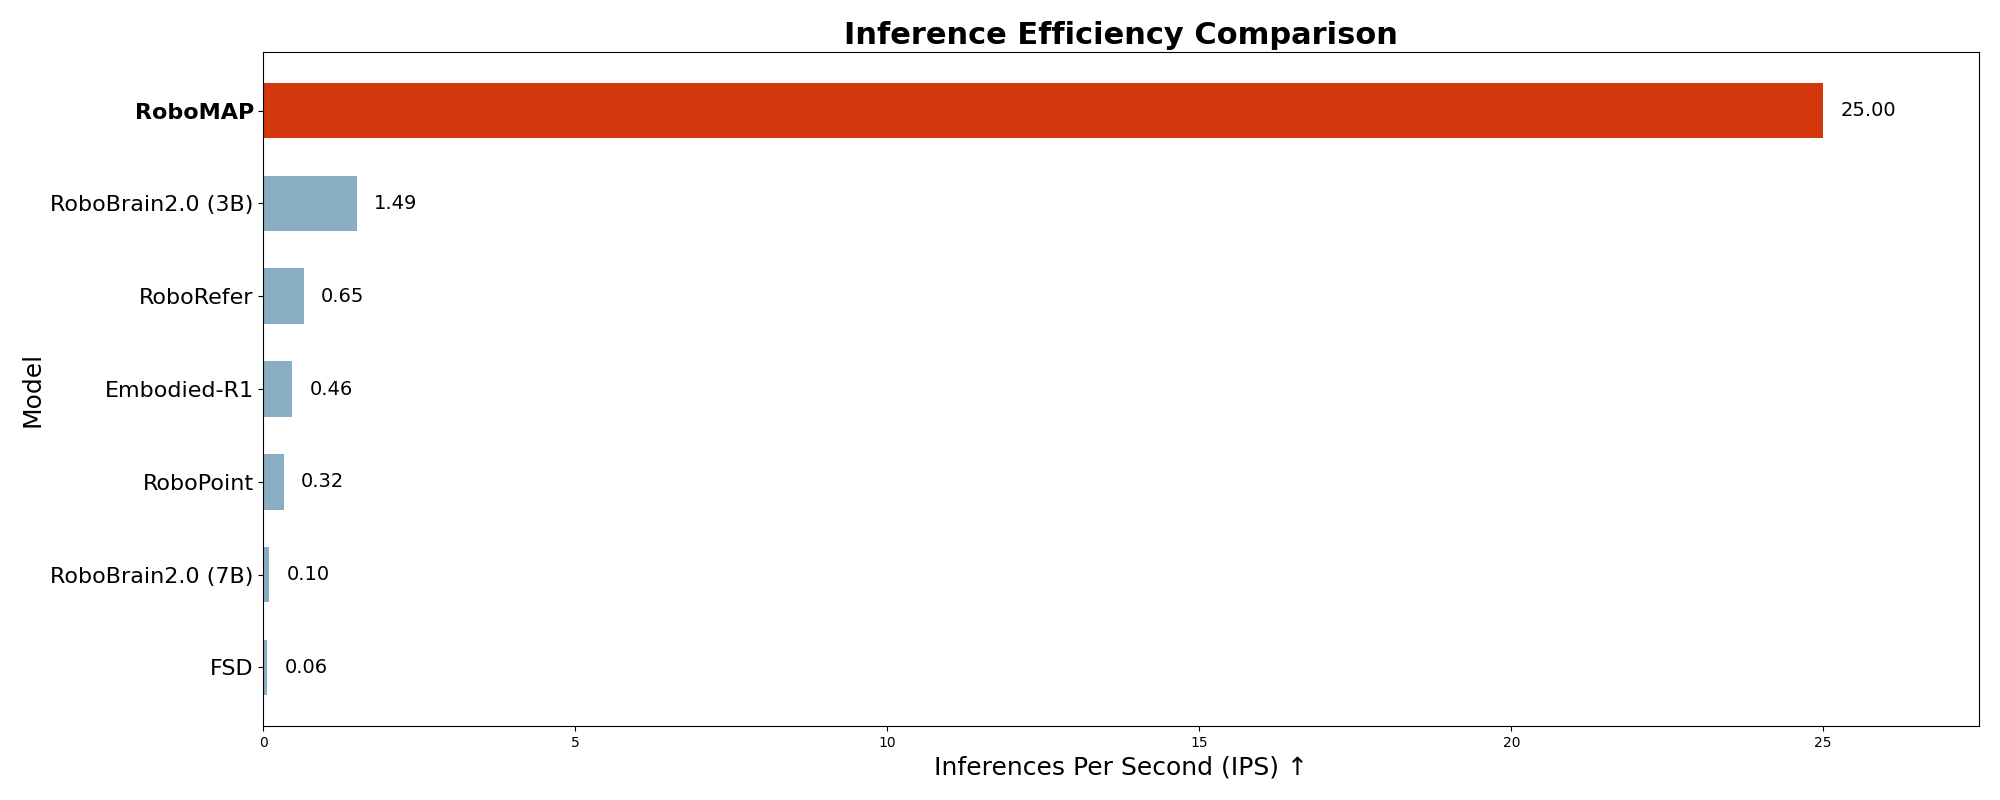 Inference Efficiency Comparison
RoboMAP
25.00
RoboBrain2.0 (3B)
1.49
RoboRefer
0.65
Embodied-R1
0.46
RoboPoint
0.32
RoboBrain2.0 (7B)
0.10
FSD
0.06
Model
0 5 10 15 20 25
Inferences Per Second (IPS) ↑